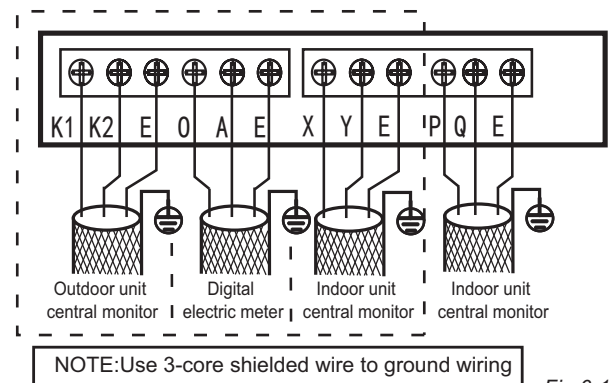 K1 K2 E O A E X Y E P Q E
Outdoor unit central monitor
Digital electric meter
Indoor unit central monitor
Indoor unit central monitor
NOTE:Use 3-core shielded wire to ground wiring